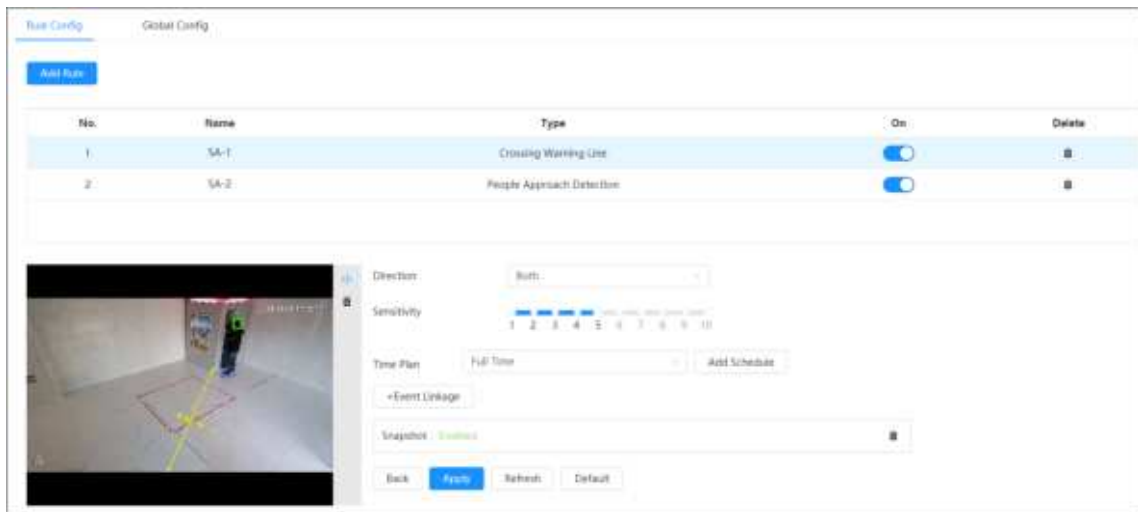 Rule Config Global Config
Add Rule
No. Name Type On Delete
1 SA-1 Crossing Warning Line
2 SA-2 People Approach Detection
Direction Both
Sensitivity
1 2 3 4 5 6 7 8 9 10
Time Plan Full Time Add Schedule
+Event Linkage
Snapshot Enabled
Back Apply Refresh Default